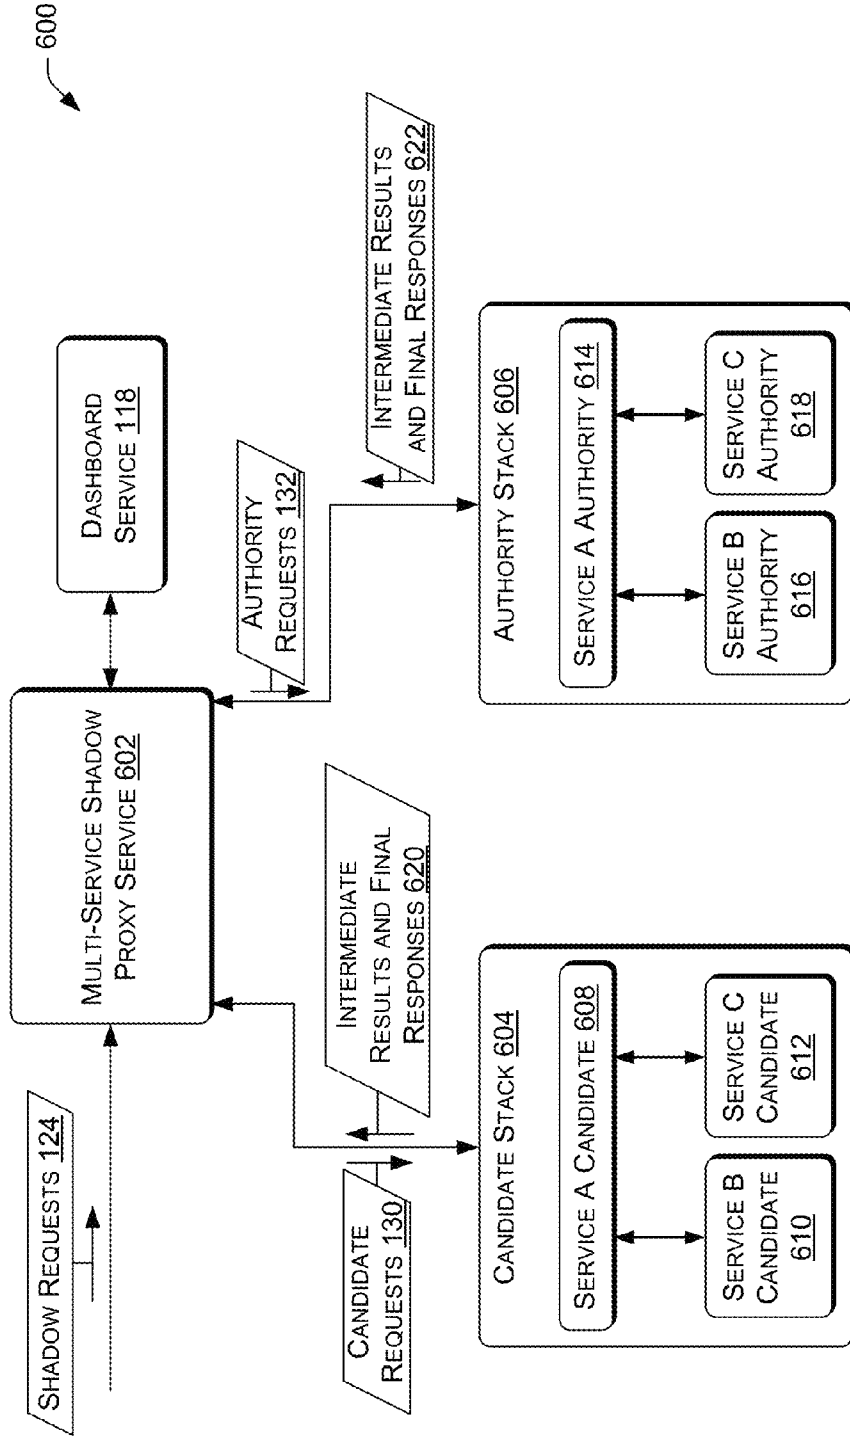 600
SHADOW REQUESTS 124
MULTI-SERVICE SHADOW
PROXY SERVICE 602
DASHBOARD
SERVICE 118
CANDIDATE
REQUESTS 130
INTERMEDIATE
RESULTS AND FINAL
RESPONSES 620
AUTHORITY
REQUESTS 132
INTERMEDIATE RESULTS
AND FINAL RESPONSES 622
CANDIDATE STACK 604
SERVICE A CANDIDATE 608
SERVICE B
CANDIDATE
610
SERVICE C
CANDIDATE
612
AUTHORITY STACK 606
SERVICE A AUTHORITY 614
SERVICE B
AUTHORITY
616
SERVICE C
AUTHORITY
618